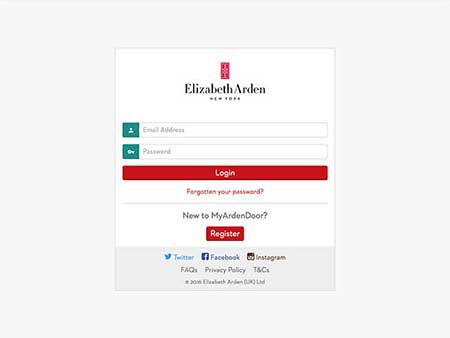 Elizabeth Arden
NEW YORK
Email Address
Password
Login
Forgotten your password?
New to MyArdenDoor?
Register
Twitter Facebook Instagram
FAQs Privacy Policy T&Cs
© 2016 Elizabeth Arden (UK) Ltd